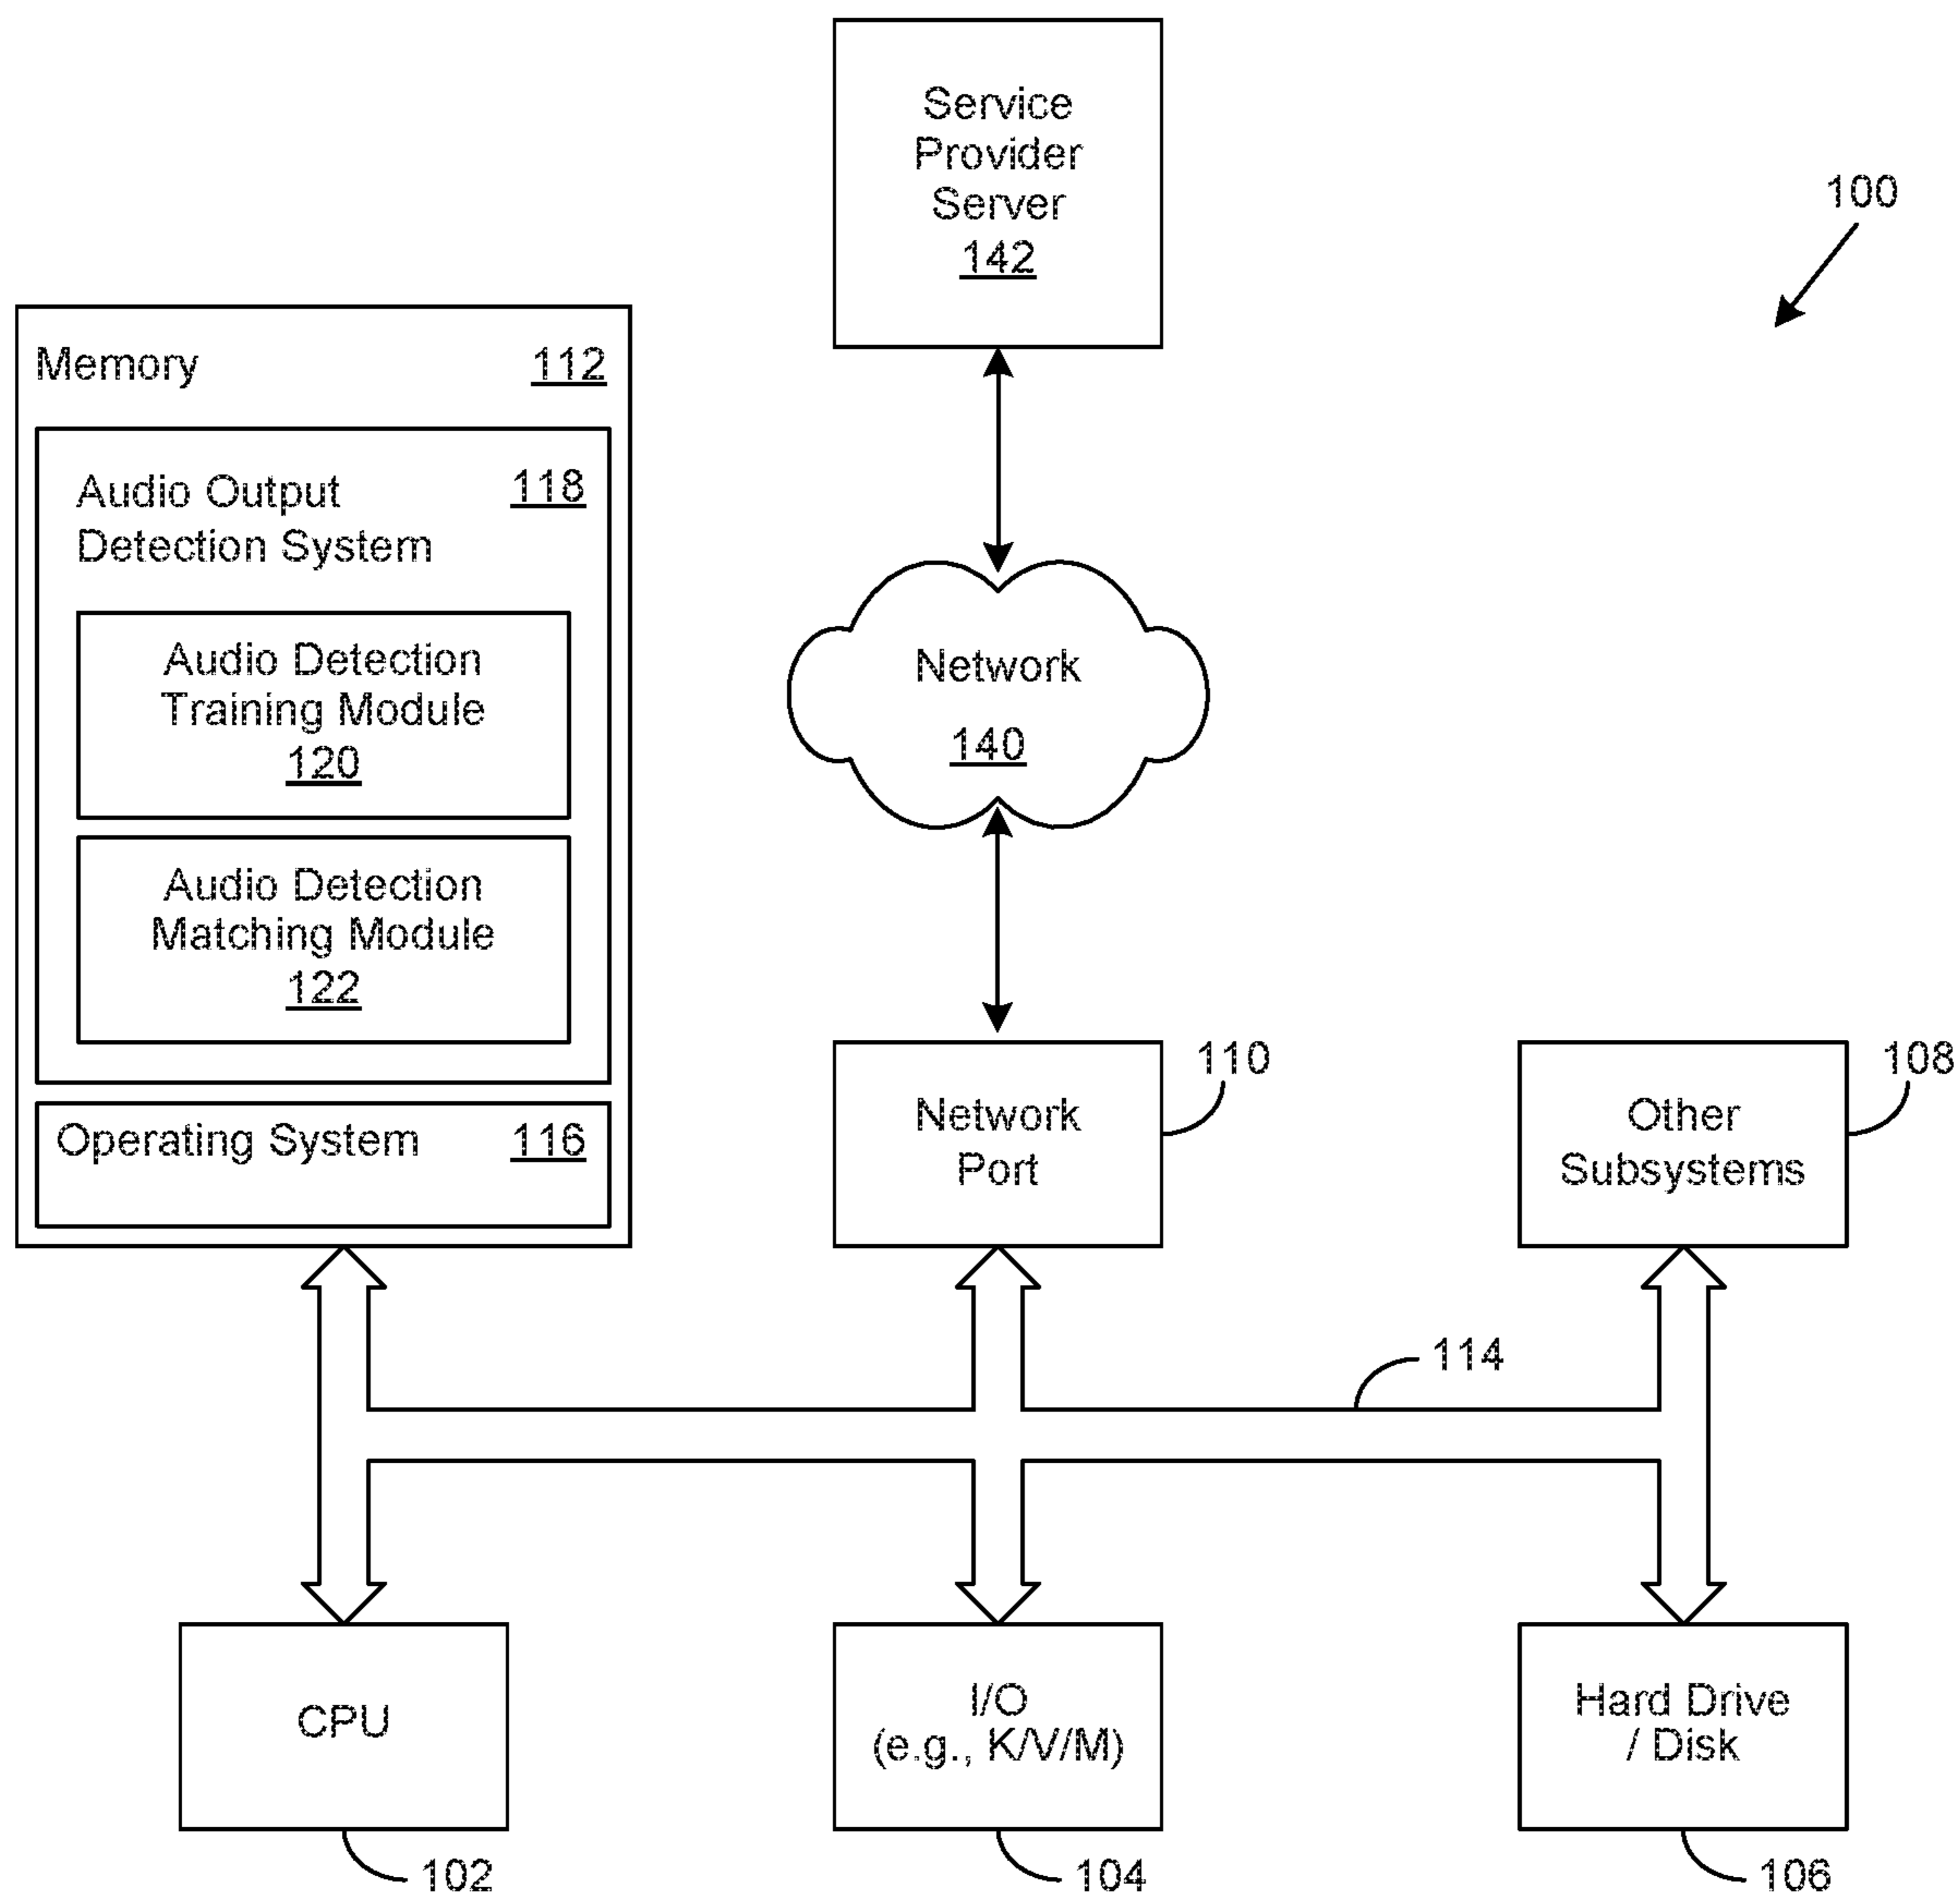 Service
Provider
Server
142
100
Memory 112
Audio Output 118
Detection System
Audio Detection
Training Module
120
Audio Detection
Matching Module
122
Operating System 116
Network
140
Network
Port
110
Other
Subsystems
108
114
CPU
102
I/O
(e.g., K/V/M)
104
Hard Drive
/ Disk
106